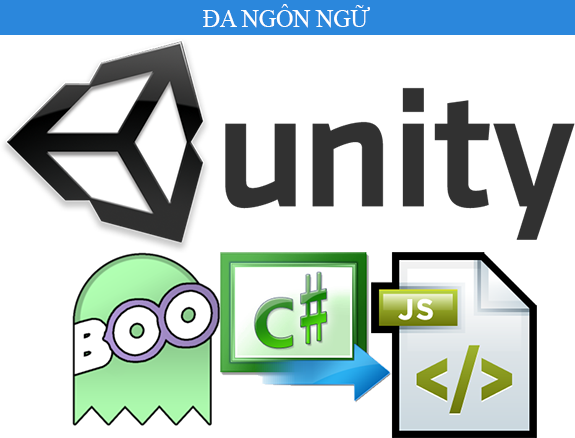 ĐA NGÔN NGỮ
unity
BOO
C#
JS
</>